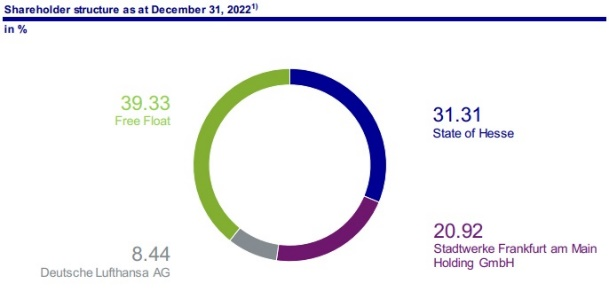 Shareholder structure as at December 31, 2022¹⁾
in %
39.33
Free Float
31.31
State of Hesse
8.44
Deutsche Lufthansa AG
20.92
Stadtwerke Frankfurt am Main
Holding GmbH